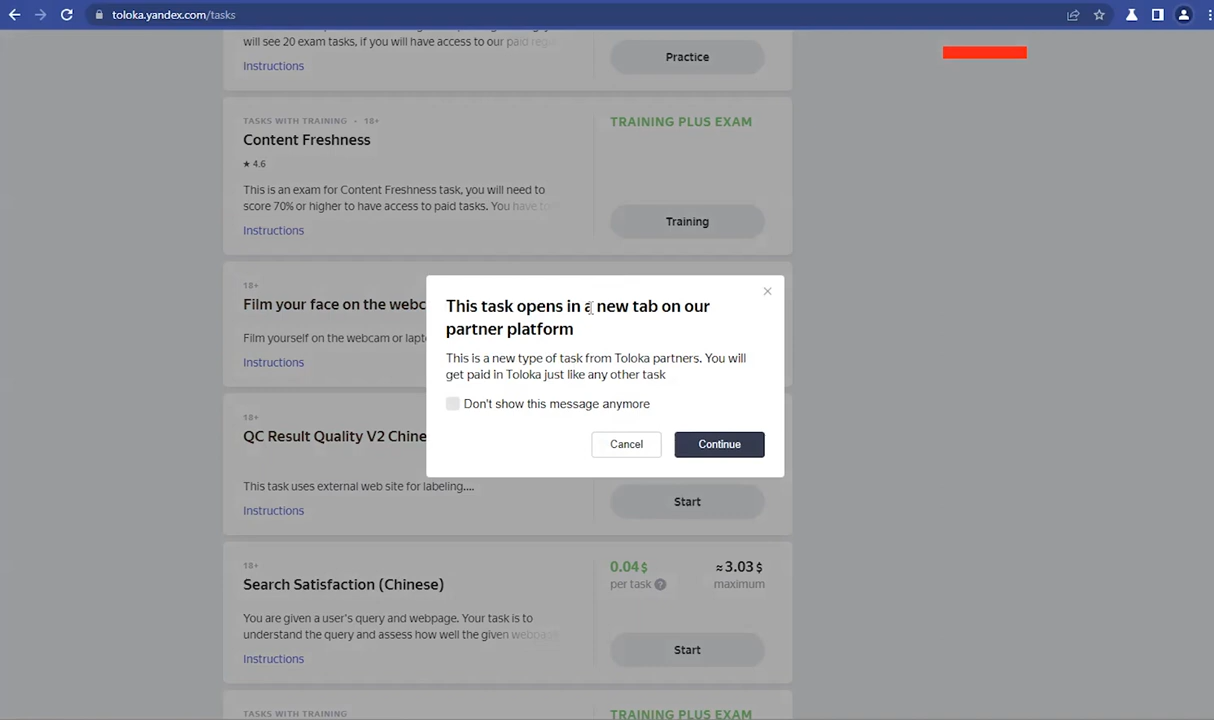 toloka.yandex.com/tasks
will see 20 exam tasks, if you will have access to our paid
Practice
Instructions
TASKS WITH TRAINING • 18+
TRAINING PLUS EXAM
Content Freshness
★ 4.6
This is an exam for Content Freshness task, you will need to
score 70% or higher to have access to paid tasks. You have
Training
Instructions
18+
Film your face on the webc
Film yourself on the webcam or lapt
Instructions
This task opens in a new tab on our
partner platform
This is a new type of task from Toloka partners. You will
get paid in Toloka just like any other task
Don't show this message anymore
Cancel
Continue
18+
QC Result Quality V2 Chine
This task uses external web site for labeling....
Start
Instructions
18+
0.04 $
≈ 3.03 $
per task ?
maximum
Search Satisfaction (Chinese)
You are given a user's query and webpage. Your task is to
understand the query and assess how well the given webpage
Start
Instructions
TASKS WITH TRAINING
TRAINING PLUS EXAM